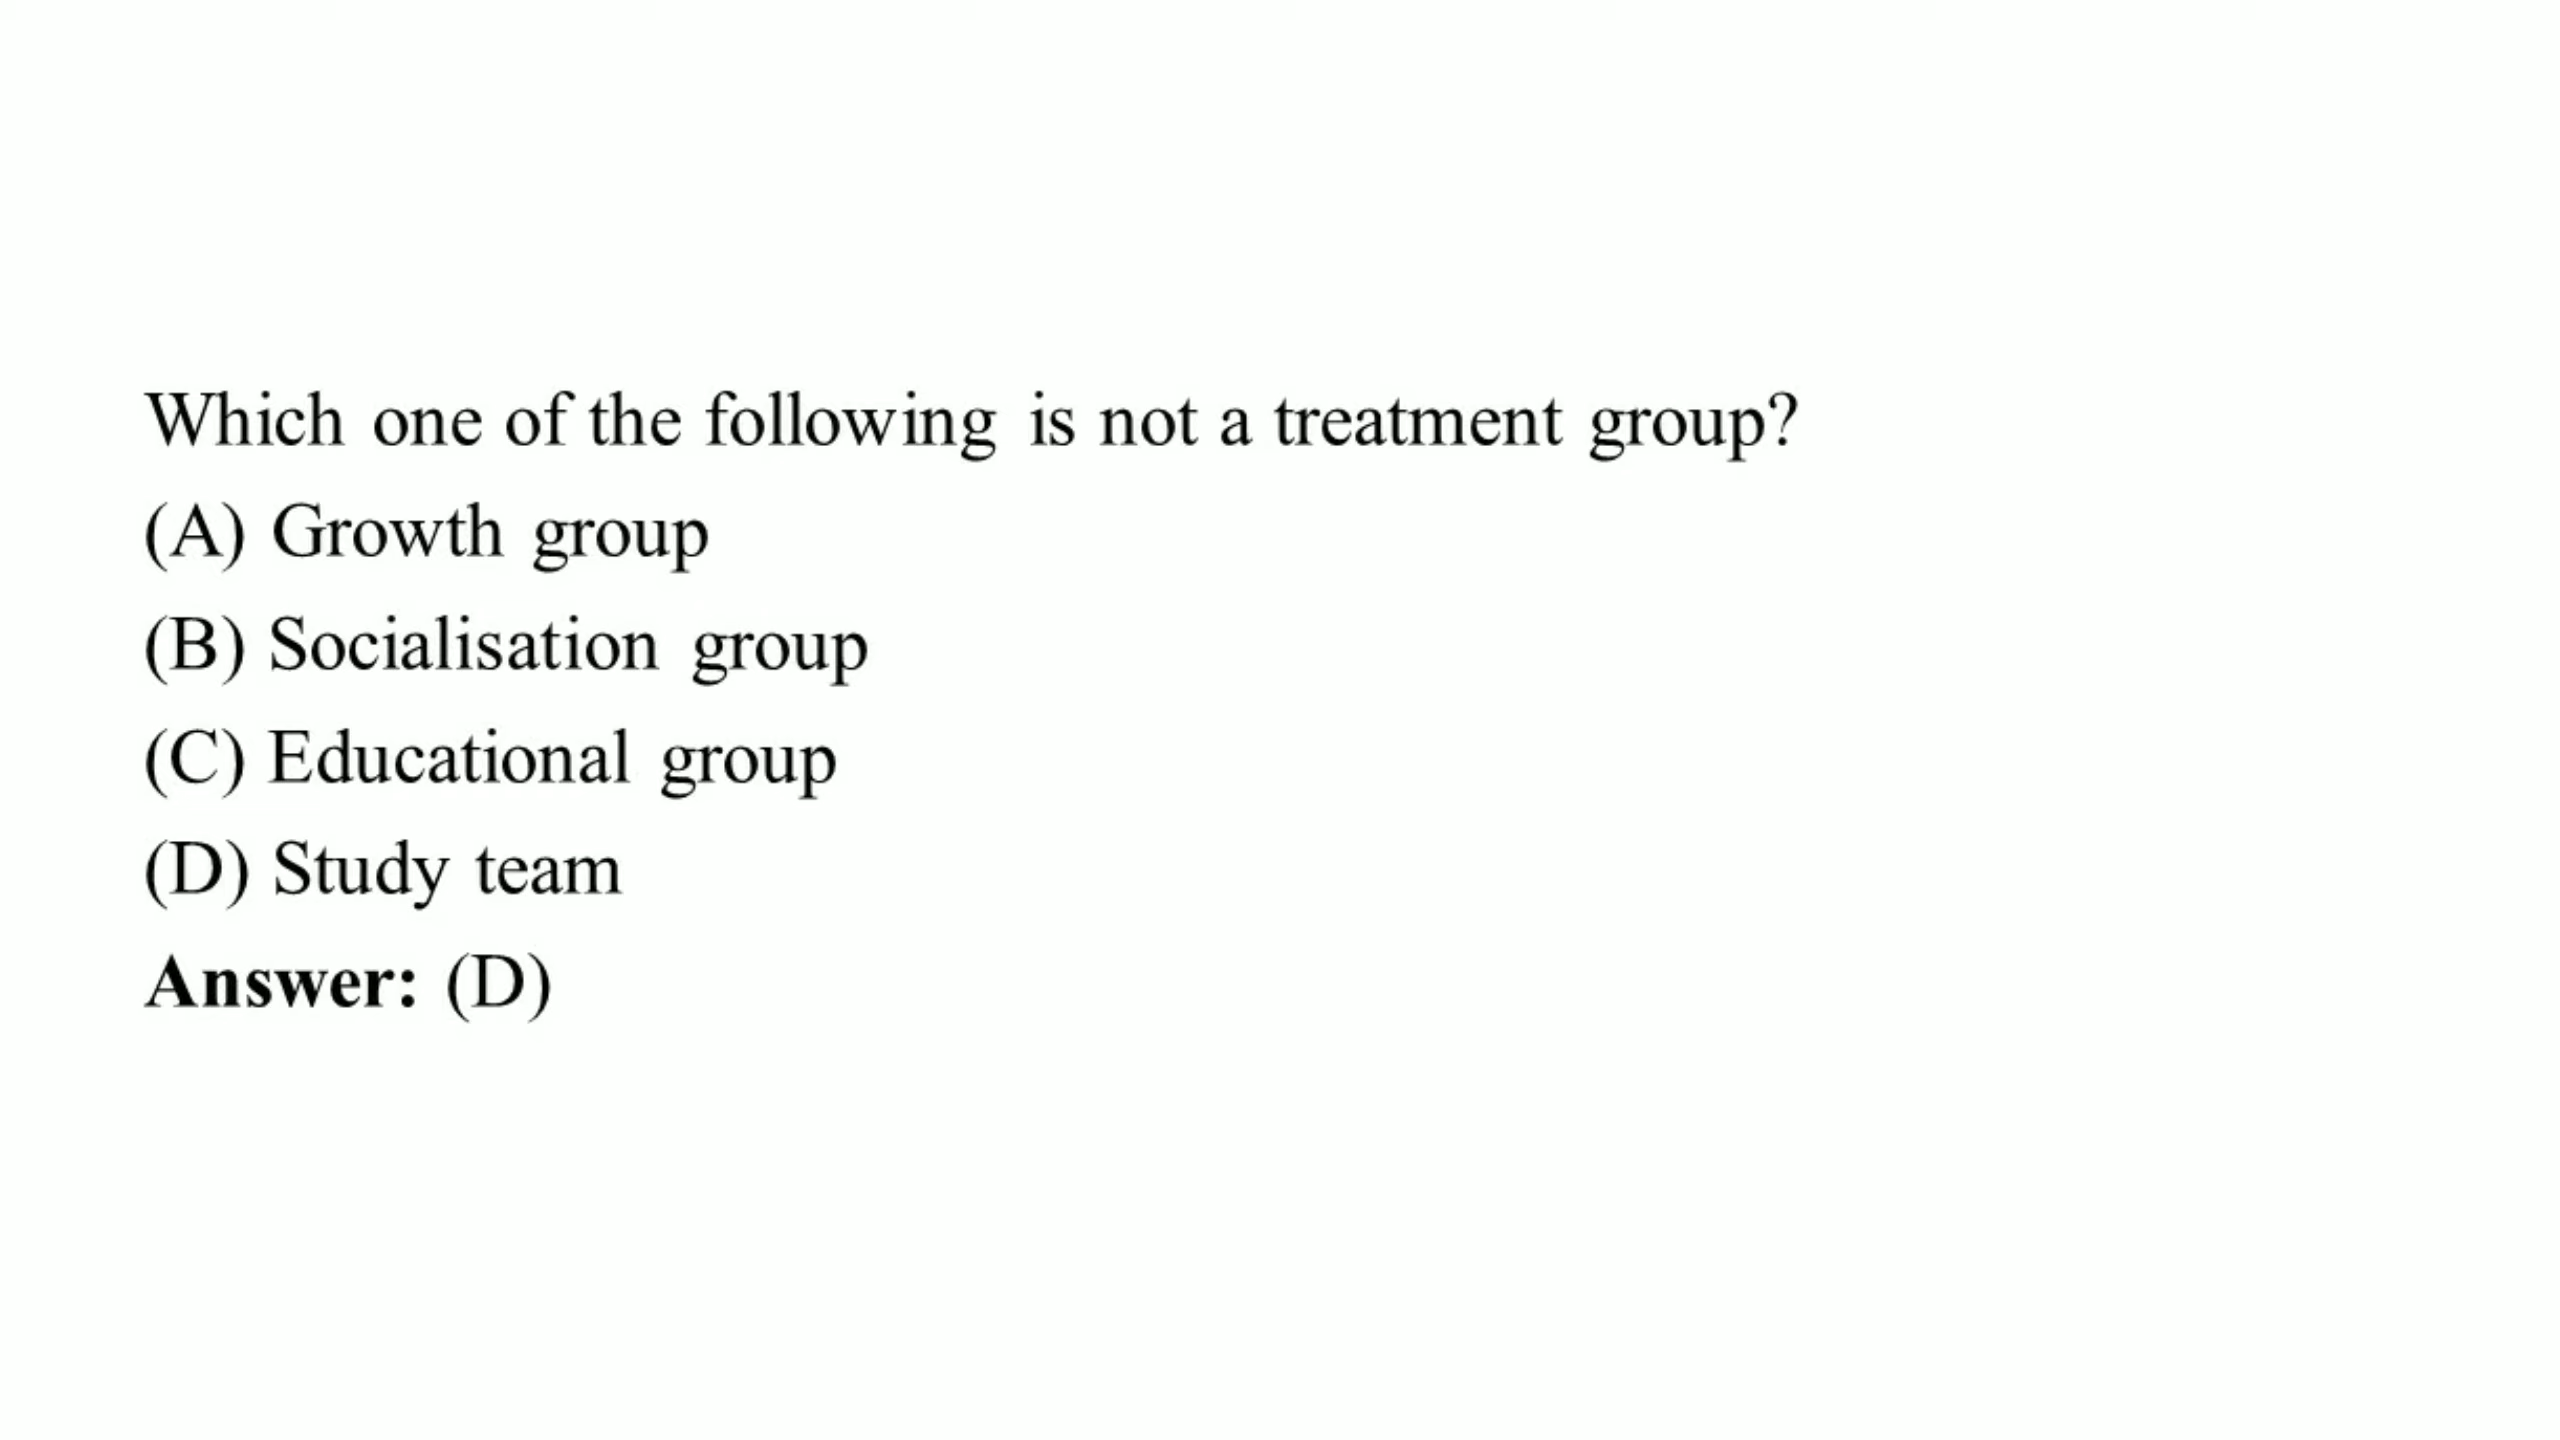 Which one of the following is not a treatment group?
(A) Growth group
(B) Socialisation group
(C) Educational group
(D) Study team
Answer: (D)